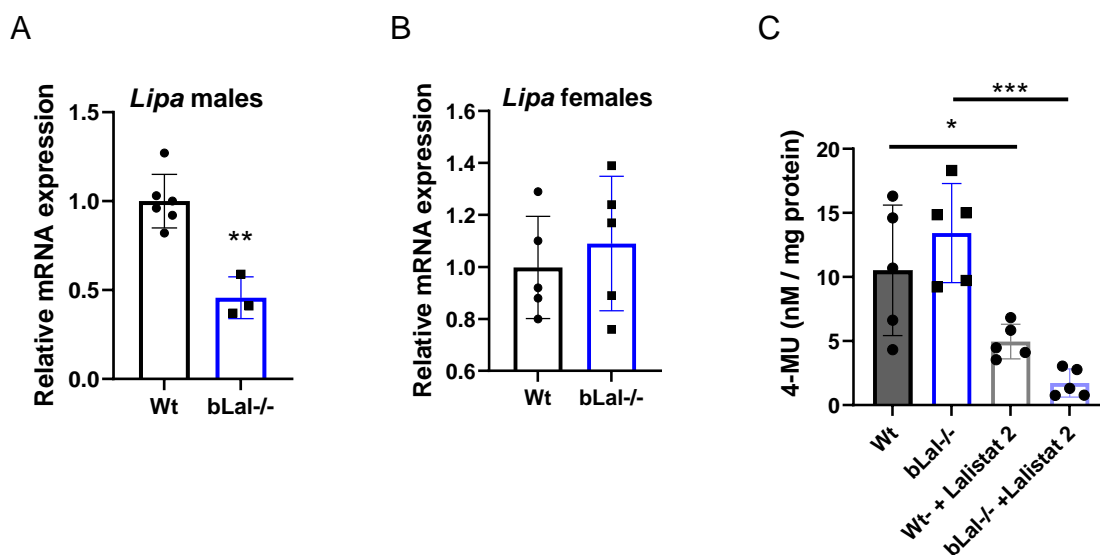 A
B
C
Lipa males
Relative mRNA expression
1.5
1.0
0.5
0.0
**
Wt
bLal-/-
Lipa females
Relative mRNA expression
1.6
1.4
1.2
1.0
0.8
0.6
Wt
bLal-/-
***
*
4-MU (nM / mg protein)
20
15
10
5
0
Wt
bLal-/-
Wt- + Lalistat 2
bLal-/- +Lalistat 2